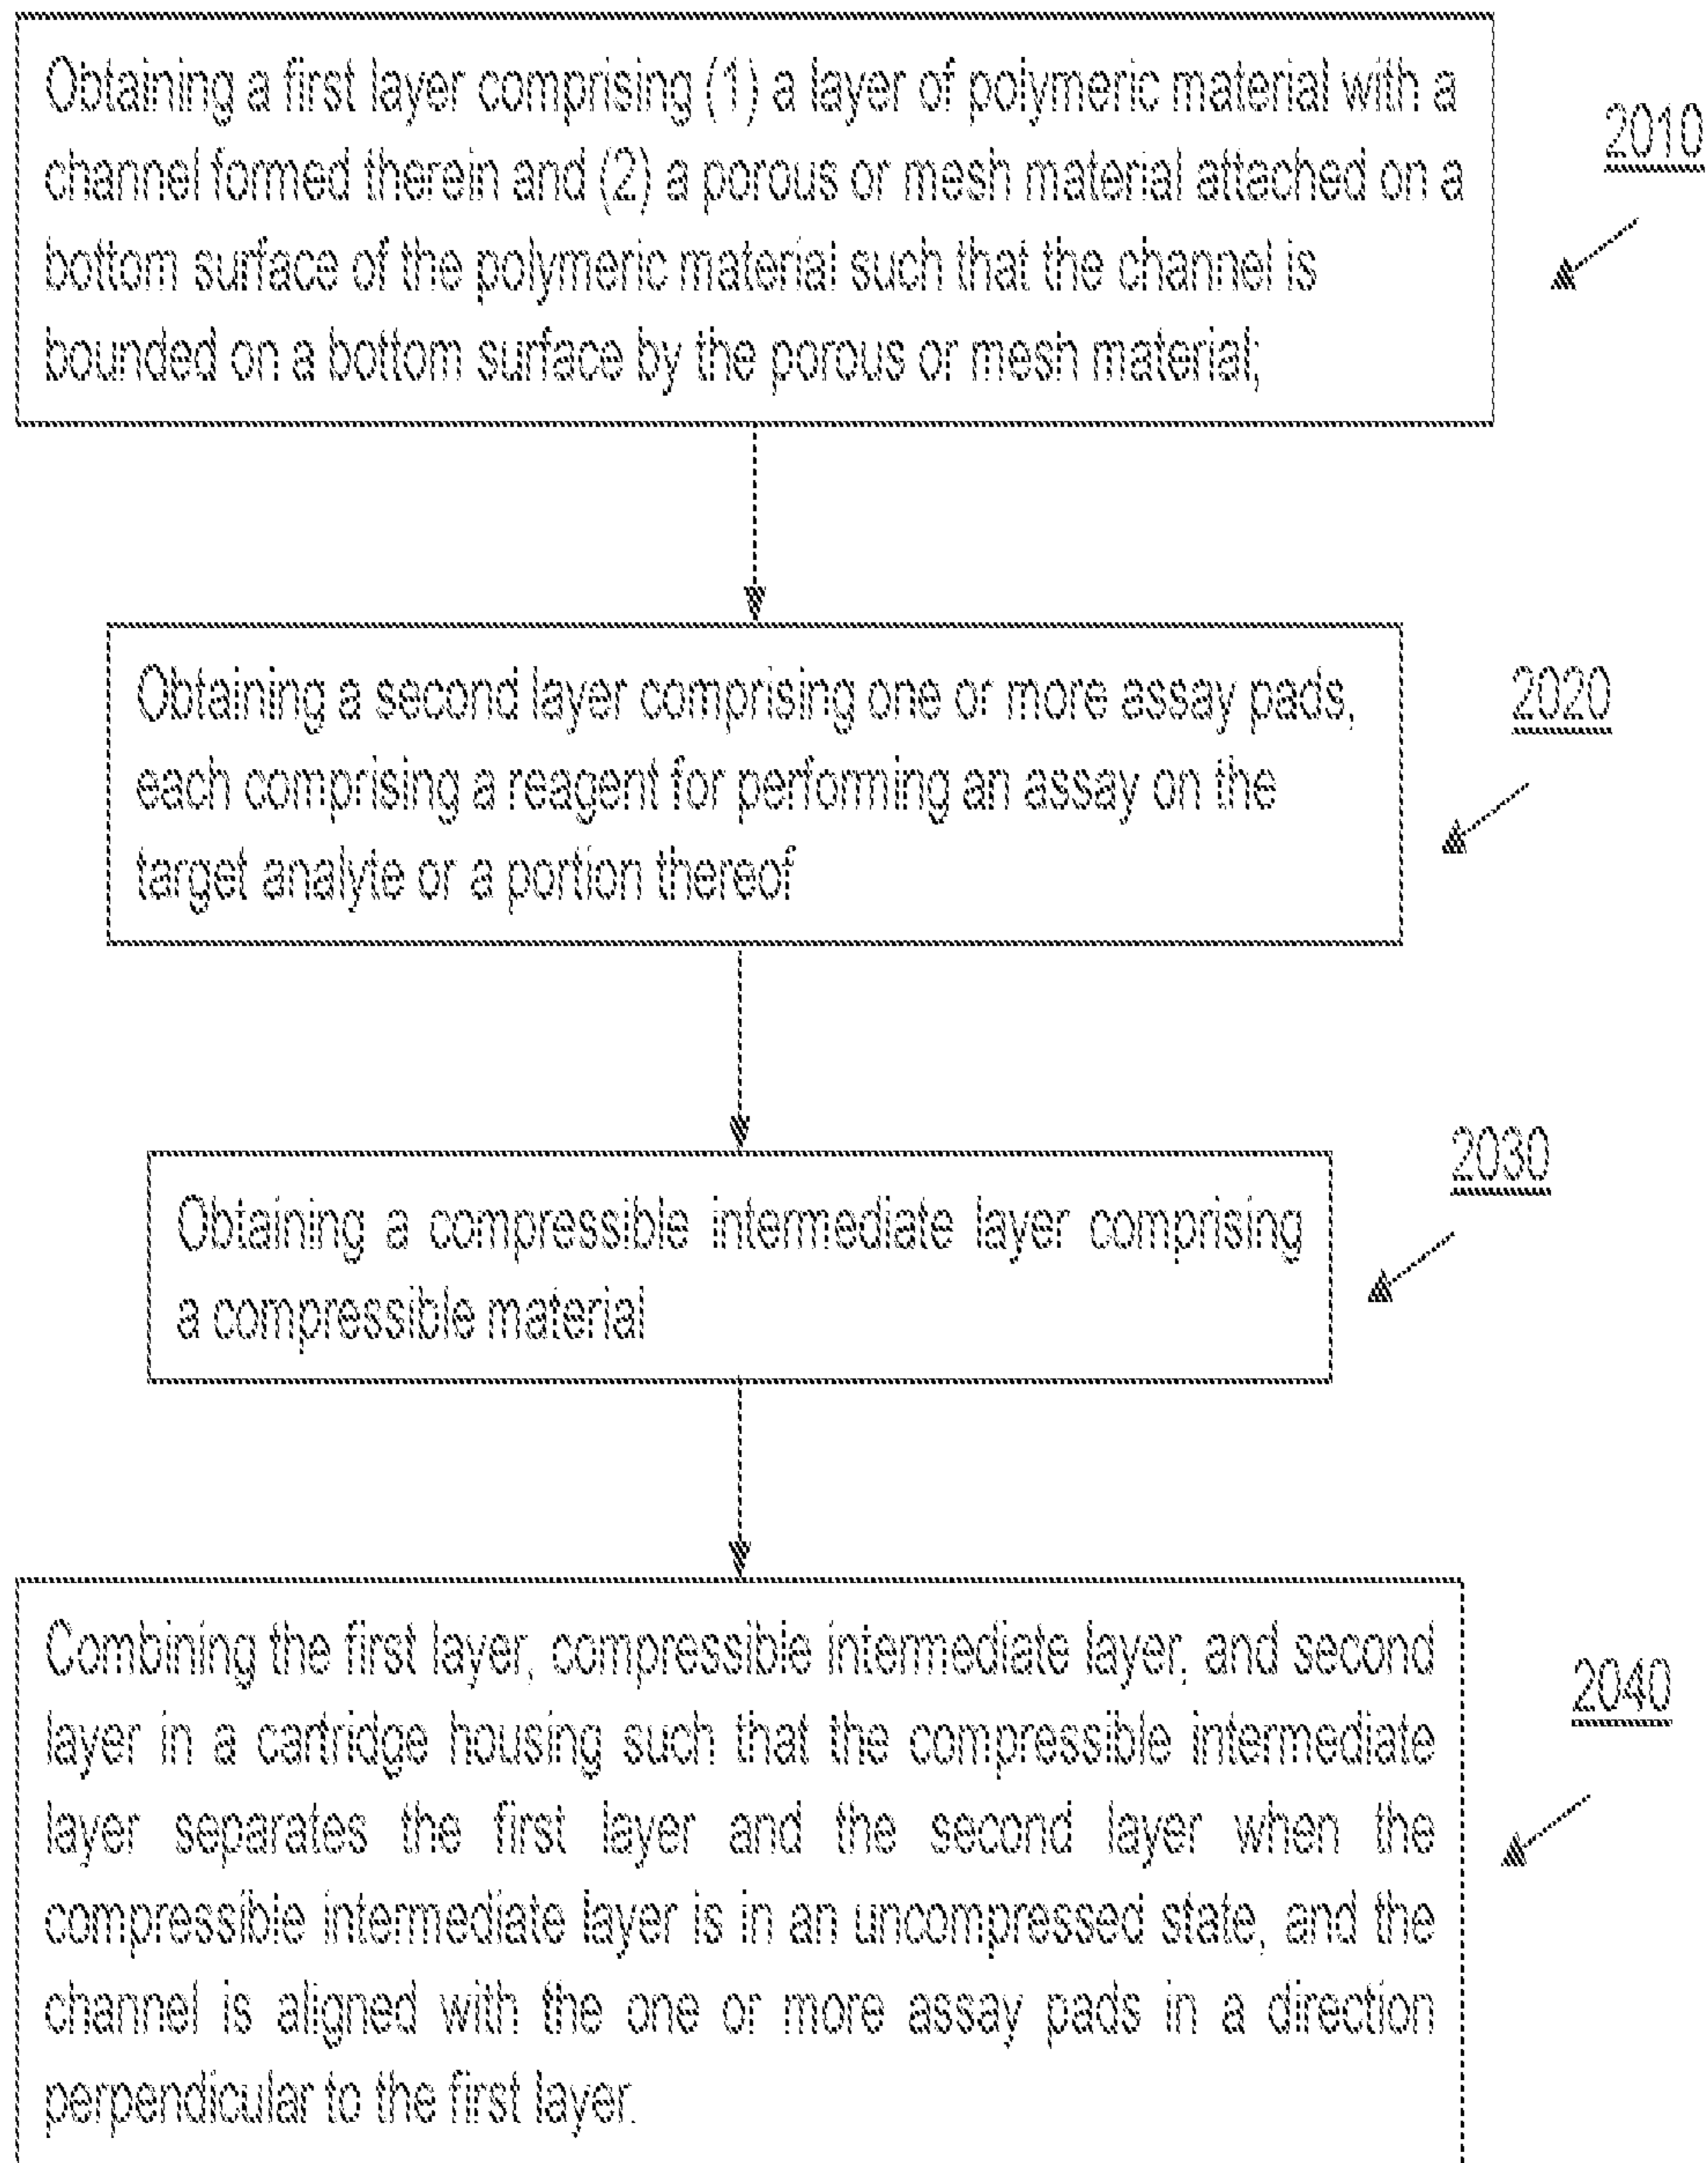 Obtaining a first layer comprising (1) a layer of polymeric material with a
channel formed therein and (2) a porous or mesh material attached on a
bottom surface of the polymeric material such that the channel is
bounded on a bottom surface by the porous or mesh material;
2010
Obtaining a second layer comprising one or more assay pads,
each comprising a reagent for performing an assay on the
target analyte or a portion thereof
2020
Obtaining a compressible intermediate layer comprising
a compressible material
2030
Combining the first layer, compressible intermediate layer, and second
layer in a cartridge housing such that the compressible intermediate
layer separates the first layer and the second layer when the
compressible intermediate layer is in an uncompressed state, and the
channel is aligned with the one or more assay pads in a direction
perpendicular to the first layer.
2040